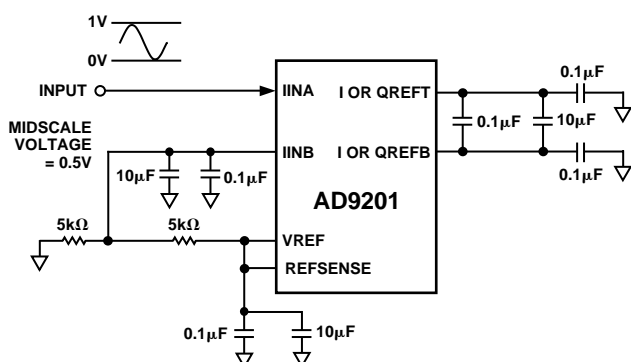 1V
0V
INPUT
IINA
I OR QREFT
0.1μF
MIDSCALE
VOLTAGE
= 0.5V
0.1μF
10μF
IINB
I OR QREFB
10μF
0.1μF
0.1μF
AD9201
5kΩ
5kΩ
VREF
REFSENSE
0.1μF
10μF